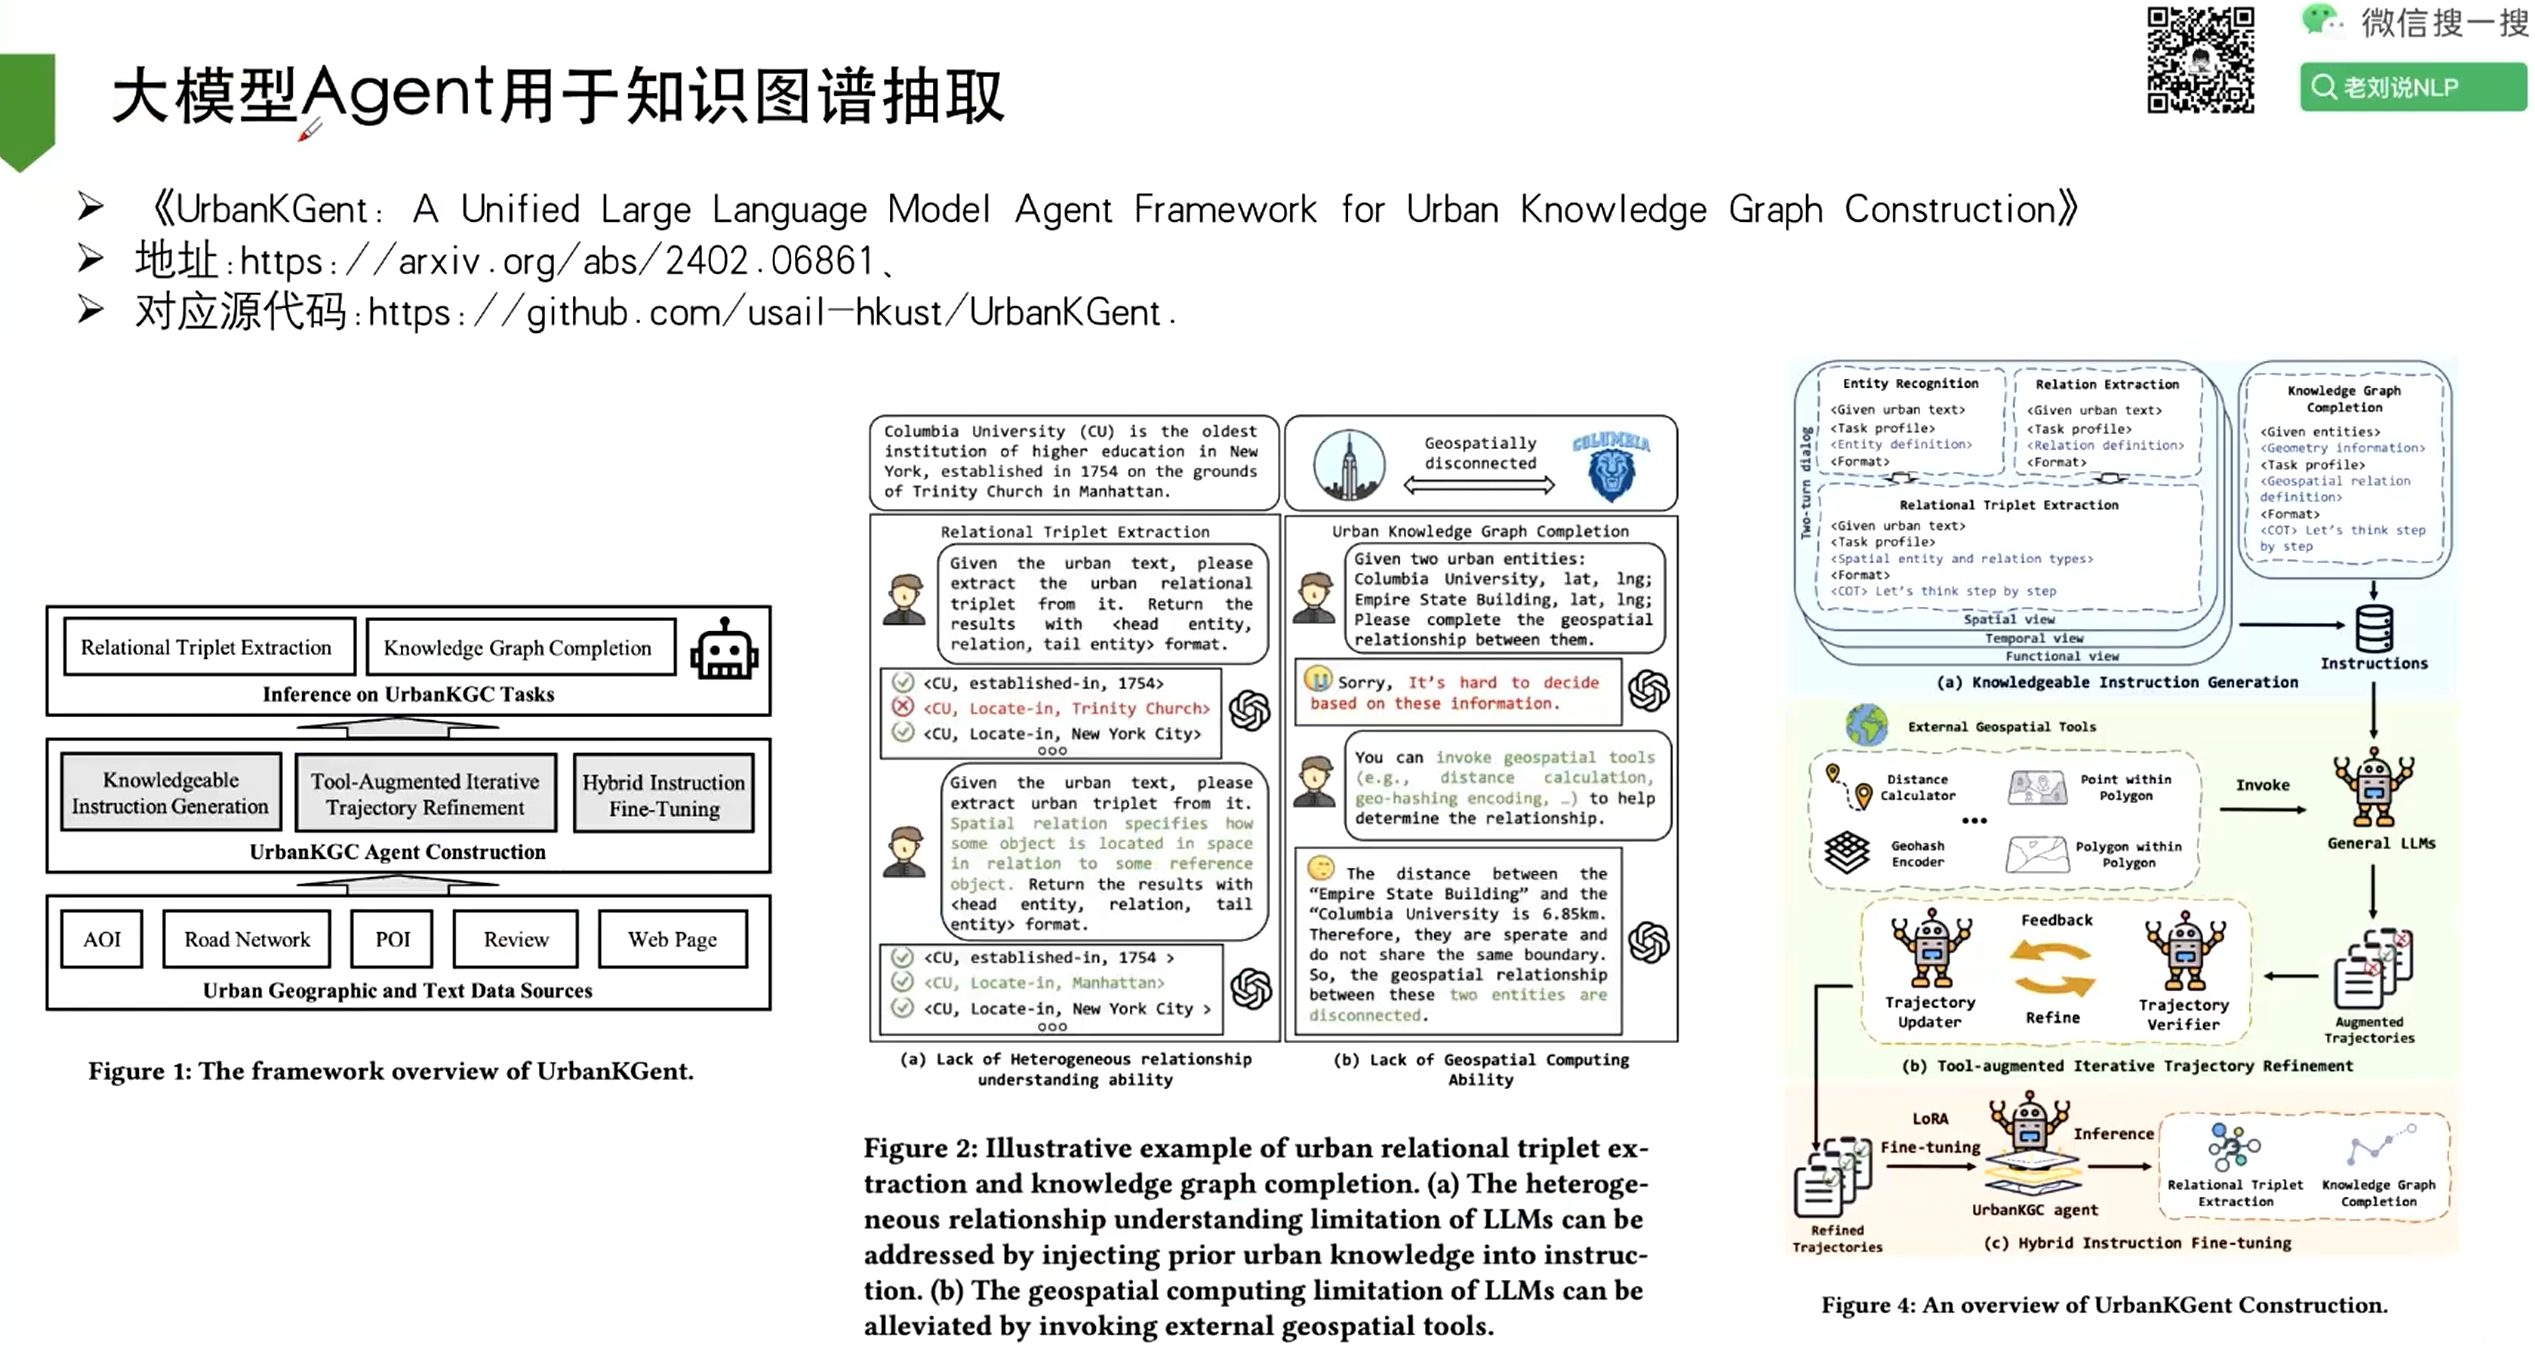 微信搜一搜
老刘说NLP
大模型Agent用于知识图谱抽取
➢ 《UrbanKGent: A Unified Large Language Model Agent Framework for Urban Knowledge Graph Construction》
➢ 地址:https://arxiv.org/abs/2402.06861、
➢ 对应源代码:https://github.com/usail-hkust/UrbanKGent.
Relational Triplet Extraction
Knowledge Graph Completion
Inference on UrbanKGC Tasks
Knowledgeable
Instruction Generation
Tool-Augmented Iterative
Trajectory Refinement
Hybrid Instruction
Fine-Tuning
UrbanKGC Agent Construction
AOI
Road Network
POI
Review
Web Page
Urban Geographic and Text Data Sources
Figure 1: The framework overview of UrbanKGent.
Columbia University (CU) is the oldest
institution of higher education in New
York, established in 1754 on the grounds
of Trinity Church in Manhattan.
Relational Triplet Extraction
Given the urban text, please
extract the urban relational
triplet from it. Return the
results with <head entity,
relation, tail entity> format.
<CU, established-in, 1754>
<CU, Locate-in, Trinity Church>
<CU, Locate-in, New York City>
Given the urban text, please
extract urban triplet from it.
Spatial relation specifies how
some object is located in space
in relation to some reference
object. Return the results with
<head entity, relation, tail
entity> format.
<CU, established-in, 1754 >
<CU, Locate-in, Manhattan>
<CU, Locate-in, New York City >
(a) Lack of Heterogeneous relationship
understanding ability
Geospatially
disconnected
COLUMBIA
Urban Knowledge Graph Completion
Given two urban entities:
Columbia University, lat, lng;
Empire State Building, lat, lng;
Please complete the geospatial
relationship between them.
Sorry, It's hard to decide
based on these information.
You can invoke geospatial tools
(e.g., distance calculation,
geo-hashing encoding, …) to help
determine the relationship.
The distance between the
“Empire State Building” and the
“Columbia University is 6.85km.
Therefore, they are sperate and
do not share the same boundary.
So, the geospatial relationship
between these two entities are
disconnected.
(b) Lack of Geospatial Computing
Ability
Figure 2: Illustrative example of urban relational triplet ex-
traction and knowledge graph completion. (a) The heteroge-
neous relationship understanding limitation of LLMs can be
addressed by injecting prior urban knowledge into instruc-
tion. (b) The geospatial computing limitation of LLMs can be
alleviated by invoking external geospatial tools.
Two-turn dialog
Entity Recognition
<Given urban text>
<Task profile>
<Entity definition>
<Format>
Relation Extraction
<Given urban text>
<Task profile>
<Relation definition>
<Format>
Relational Triplet Extraction
<Given urban text>
<Task profile>
<Spatial entity and relation types>
<Format>
<COT> Let's think step by step
Spatial view
Temporal view
Functional view
Knowledge Graph
Completion
<Given entities>
<Geometry information>
<Task profile>
<Geospatial relation
definition>
<Format>
<COT> Let's think step
by step
Instructions
(a) Knowledgeable Instruction Generation
External Geospatial Tools
Distance
Calculator
Point within
Polygon
...
Geohash
Encoder
Polygon within
Polygon
Invoke
General LLMs
Trajectory
Updater
Feedback
Refine
Trajectory
Verifier
Augmented
Trajectories
(b) Tool-augmented Iterative Trajectory Refinement
Refined
Trajectories
LoRA
Fine-tuning
UrbanKGC agent
Inference
Relational Triplet
Extraction
Knowledge Graph
Completion
(c) Hybrid Instruction Fine-tuning
Figure 4: An overview of UrbanKGent Construction.